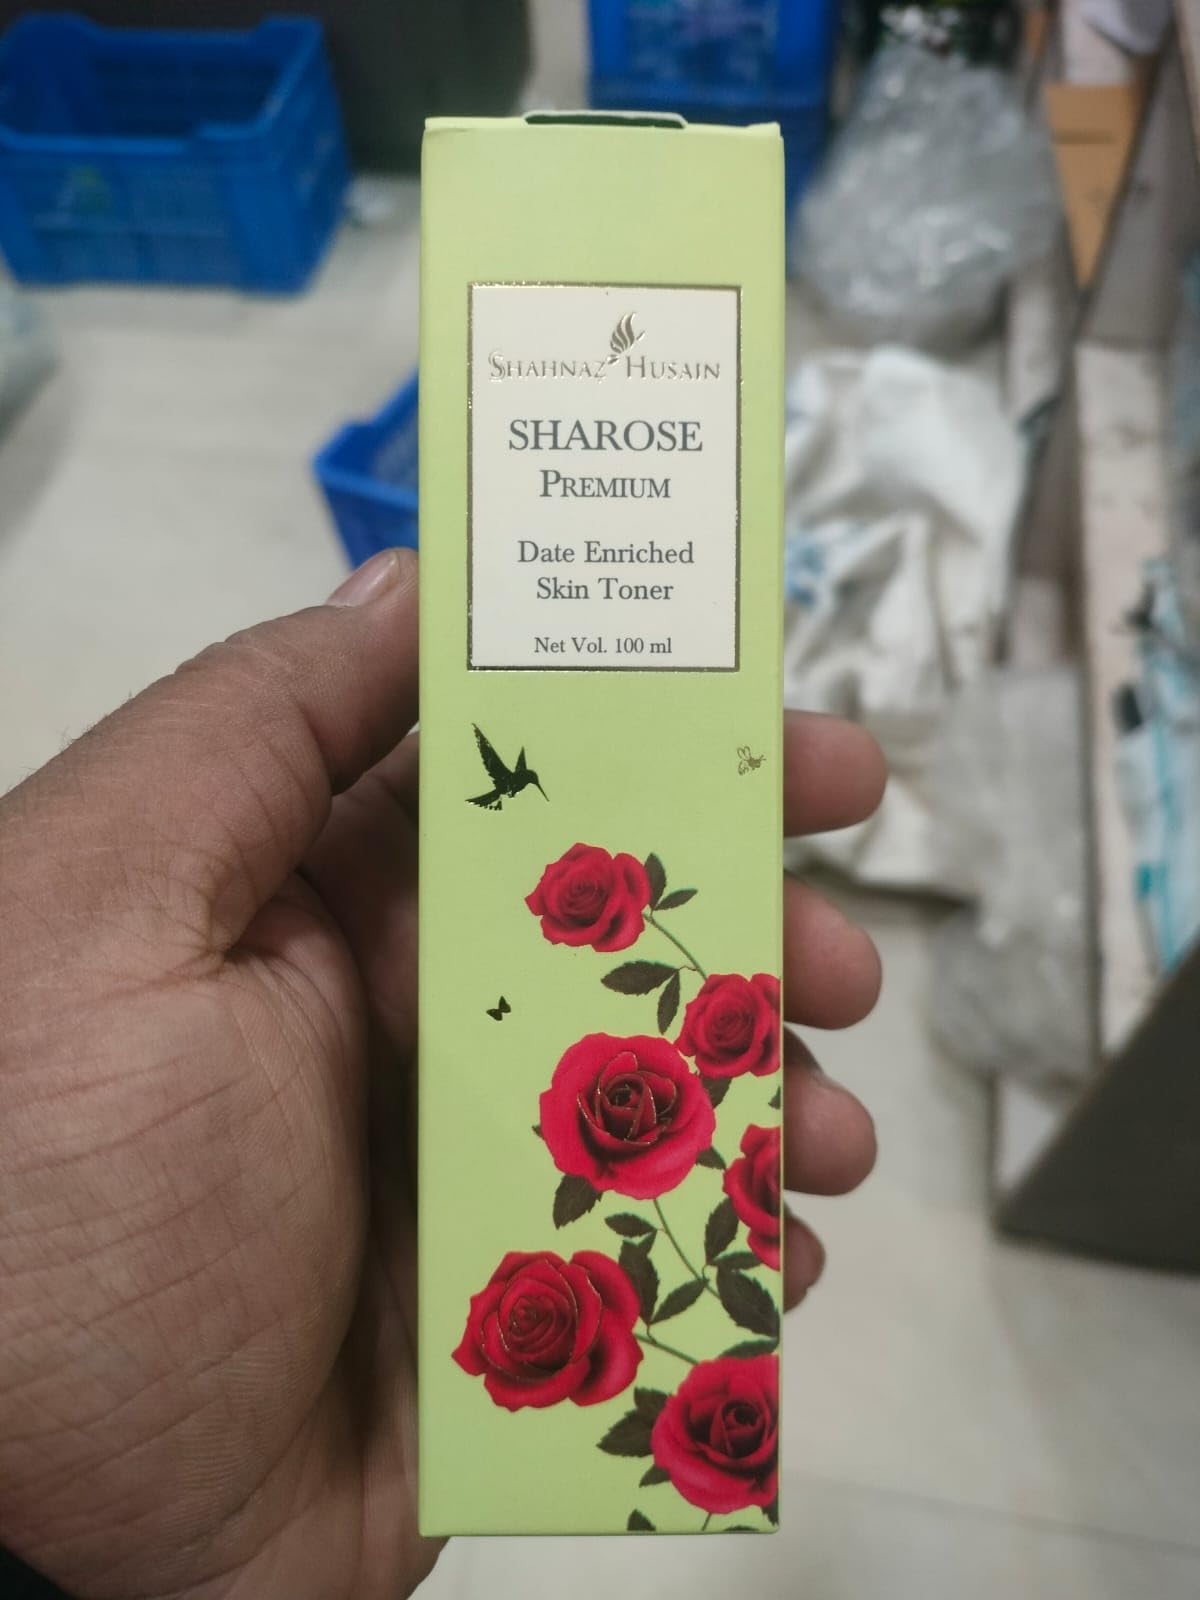 SHAHNAZ HUSAIN
SHAROSE
PREMIUM
Date Enriched
Skin Toner
Net Vol. 100 ml